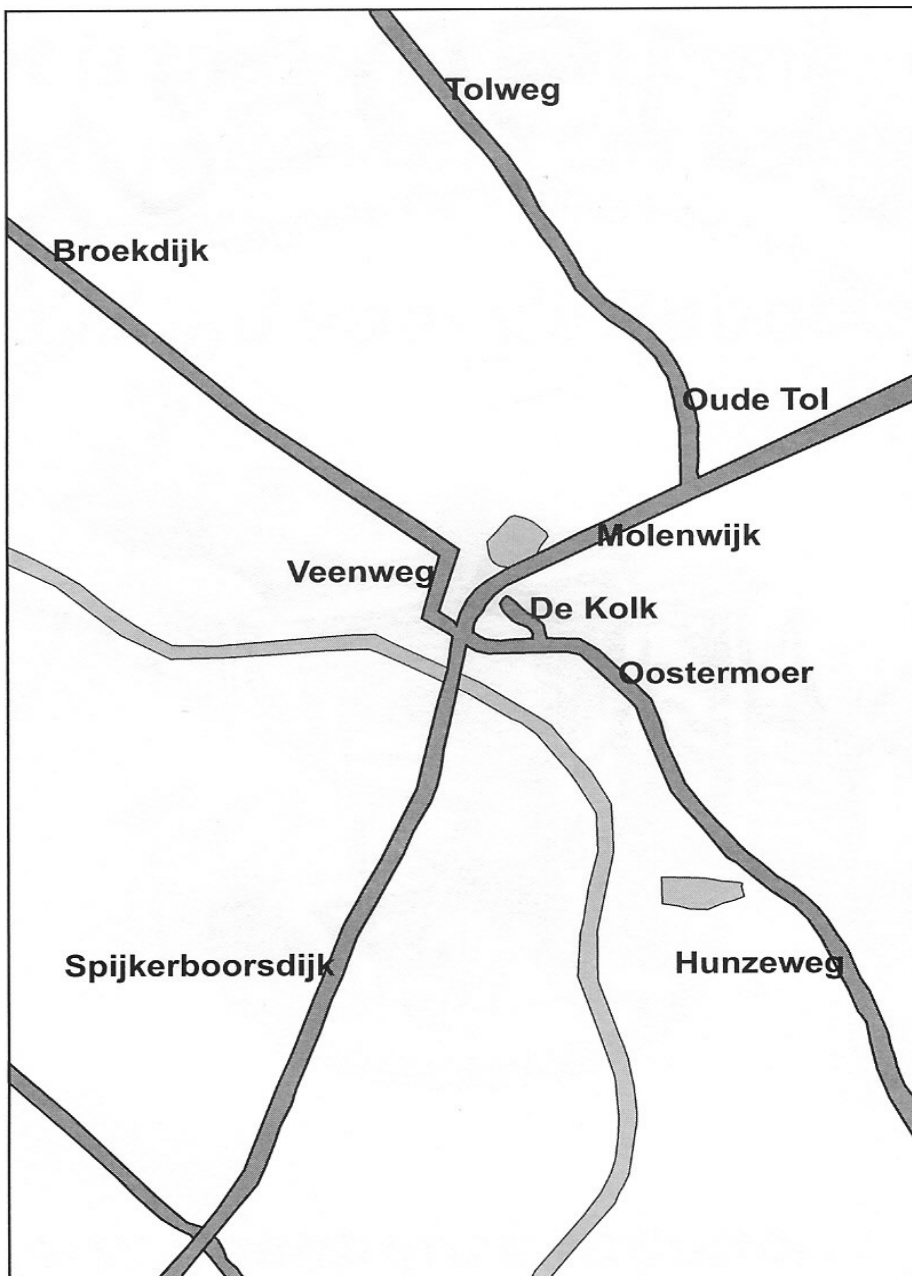 Tolweg
Broekdijk
Oude Tol
Molenwijk
Veenweg
De Kolk
Oostermoer
Spijkerboorsdijk
Hunzeweg